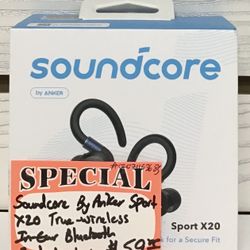 soundcore
by ANKER
SPECIAL
Soundcore By Anker Sport
X20 True-wireless
In-Ear Bluetooth
Sport X20
for a Secure Fit